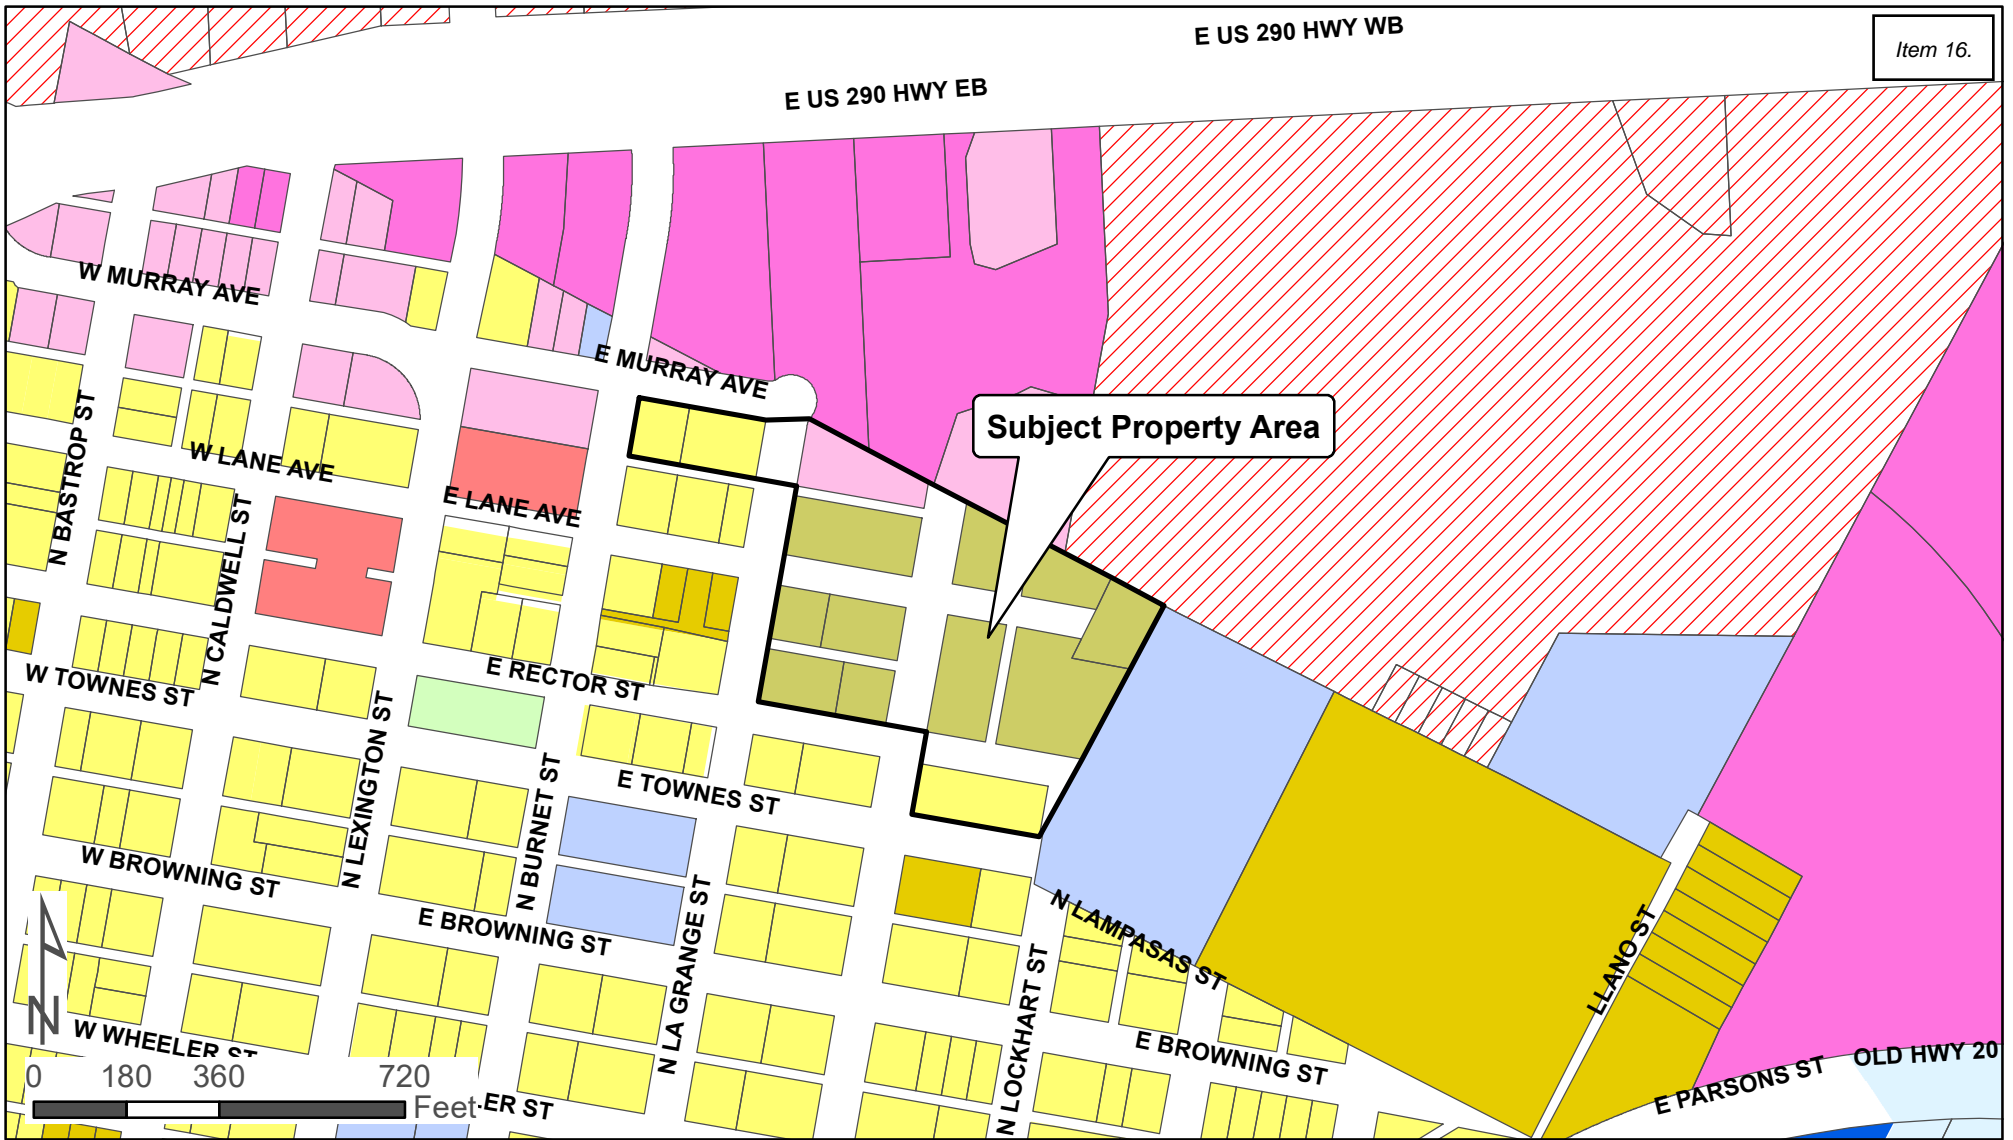 E US 290 HWY WB
Item 16.
E US 290 HWY EB
W MURRAY AVE
E MURRAY AVE
Subject Property Area
N BASTROP ST
W LANE AVE
E LANE AVE
N CALDWELL ST
W TOWNES ST
E RECTOR ST
N LEXINGTON ST
E TOWNES ST
N BURNET ST
W BROWNING ST
E BROWNING ST
N LA GRANGE ST
N LAMPASAS ST
LLANO ST
N LOCKHART ST
N
W WHEELER ST
E BROWNING ST
OLD HWY 20
E PARSONS ST
0 180 360 720
Feet
ER ST